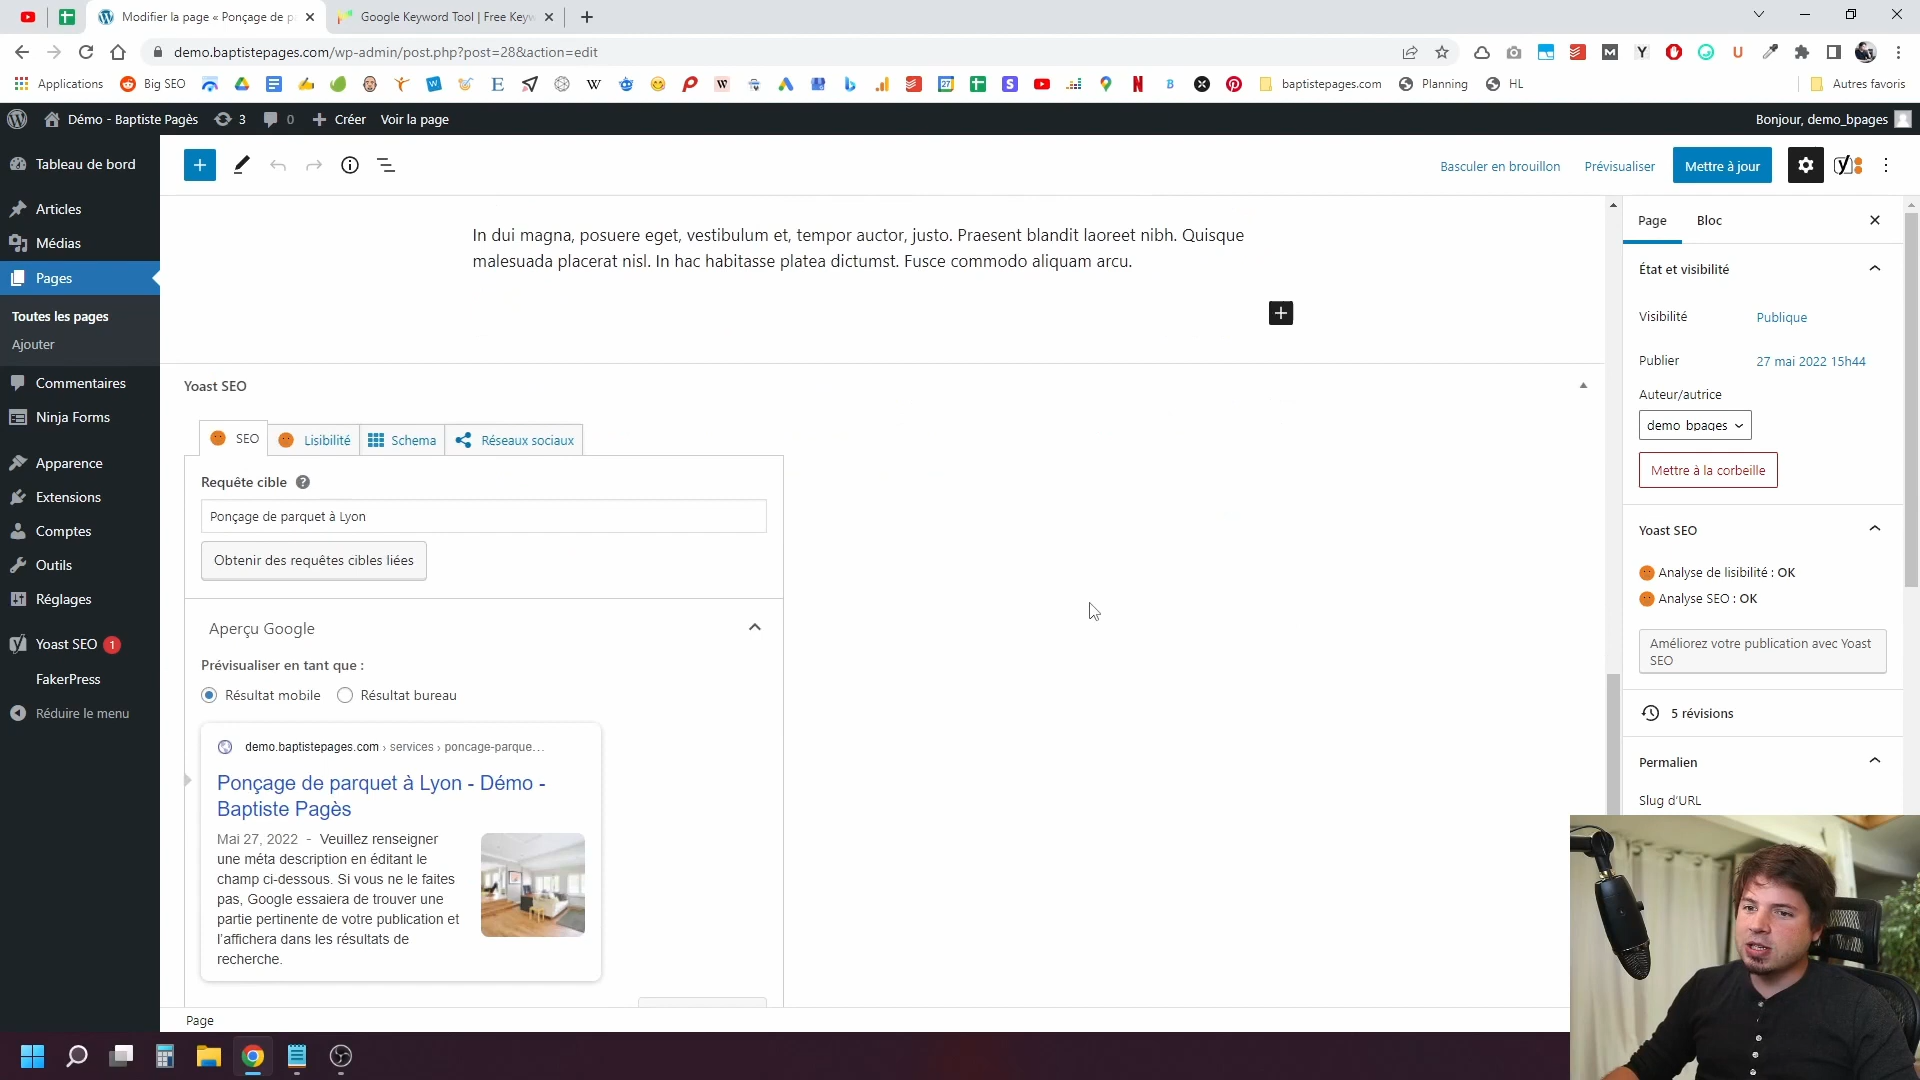 Modifier la page « Ponçage de p
Google Keyword Tool | Free Keyw
demo.baptistepages.com/wp-admin/post.php?post=28&action=edit
Applications
Big SEO
baptistepages.com
Planning
HL
Autres favoris
Démo - Baptiste Pagès
3
0
Créer
Voir la page
Bonjour, demo_bpages
Tableau de bord
Articles
Médias
Pages
Toutes les pages
Ajouter
Commentaires
Ninja Forms
Apparence
Extensions
Comptes
Outils
Réglages
Yoast SEO 1
FakerPress
Réduire le menu
Basculer en brouillon
Prévisualiser
Mettre à jour
In dui magna, posuere eget, vestibulum et, tempor auctor, justo. Praesent blandit laoreet nibh. Quisque
malesuada placerat nisl. In hac habitasse platea dictumst. Fusce commodo aliquam arcu.
Yoast SEO
SEO
Lisibilité
Schema
Réseaux sociaux
Requête cible
Ponçage de parquet à Lyon
Obtenir des requêtes cibles liées
Aperçu Google
Prévisualiser en tant que :
Résultat mobile
Résultat bureau
demo.baptistepages.com › services › poncage-parque…
Ponçage de parquet à Lyon - Démo -
Baptiste Pagès
Mai 27, 2022 - Veuillez renseigner
une méta description en éditant le
champ ci-dessous. Si vous ne le faites
pas, Google essaiera de trouver une
partie pertinente de votre publication et
l'affichera dans les résultats de
recherche.
Page
Page
Bloc
État et visibilité
Visibilité
Publique
Publier
27 mai 2022 15h44
Auteur/autrice
demo_bpages
Mettre à la corbeille
Yoast SEO
Analyse de lisibilité : OK
Analyse SEO : OK
Améliorez votre publication avec Yoast
SEO
5 révisions
Permalien
Slug d'URL